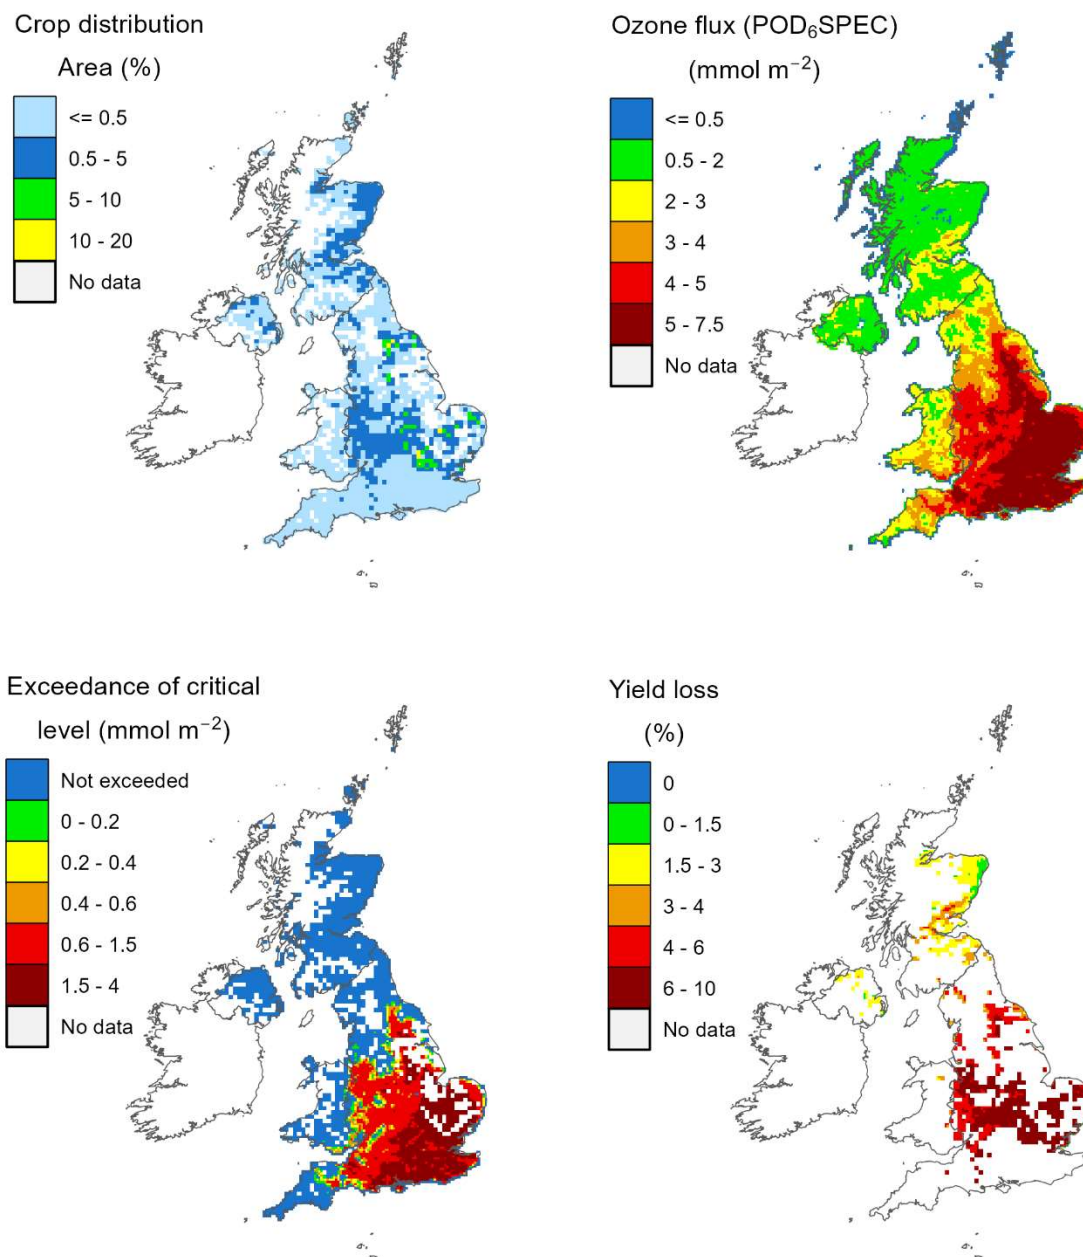 Crop distribution
Area (%)
<= 0.5
0.5 - 5
5 - 10
10 - 20
No data
Ozone flux (POD₆SPEC)
(mmol m⁻²)
<= 0.5
0.5 - 2
2 - 3
3 - 4
4 - 5
5 - 7.5
No data
Exceedance of critical
level (mmol m⁻²)
Not exceeded
0 - 0.2
0.2 - 0.4
0.4 - 0.6
0.6 - 1.5
1.5 - 4
No data
Yield loss
(%)
0
0 - 1.5
1.5 - 3
3 - 4
4 - 6
6 - 10
No data